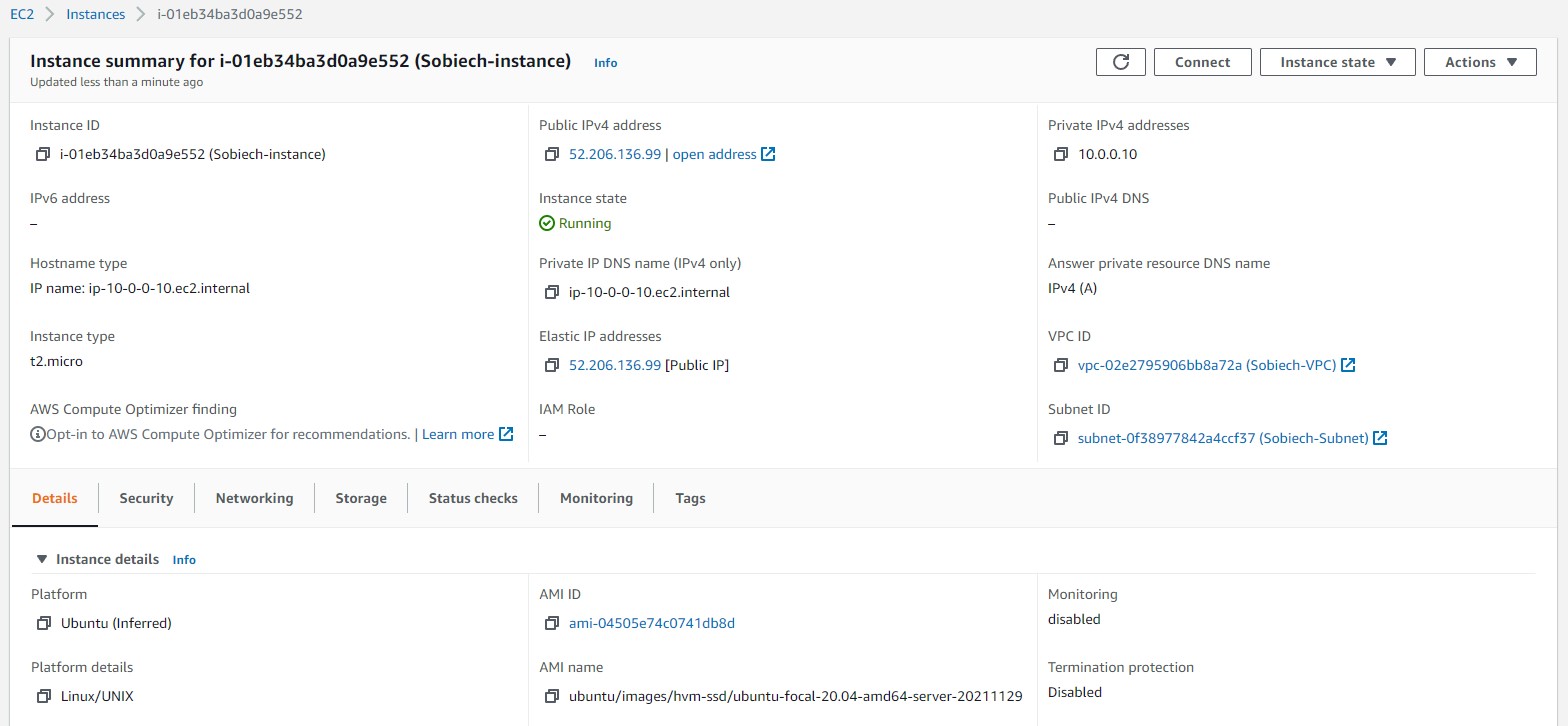 EC2 > Instances > i-01eb34ba3d0a9e552
Instance summary for i-01eb34ba3d0a9e552 (Sobiech-instance) Info
Updated less than a minute ago
Connect
Instance state
Actions
Instance ID
i-01eb34ba3d0a9e552 (Sobiech-instance)
Public IPv4 address
52.206.136.99 | open address
Private IPv4 addresses
10.0.0.10
IPv6 address
–
Instance state
Running
Public IPv4 DNS
–
Hostname type
IP name: ip-10-0-0-10.ec2.internal
Private IP DNS name (IPv4 only)
ip-10-0-0-10.ec2.internal
Answer private resource DNS name
IPv4 (A)
Instance type
t2.micro
Elastic IP addresses
52.206.136.99 [Public IP]
VPC ID
vpc-02e2795906bb8a72a (Sobiech-VPC)
AWS Compute Optimizer finding
Opt-in to AWS Compute Optimizer for recommendations. | Learn more
IAM Role
–
Subnet ID
subnet-0f38977842a4ccf37 (Sobiech-Subnet)
Details
Security
Networking
Storage
Status checks
Monitoring
Tags
Instance details Info
Platform
Ubuntu (Inferred)
AMI ID
ami-04505e74c0741db8d
Monitoring
disabled
Platform details
Linux/UNIX
AMI name
ubuntu/images/hvm-ssd/ubuntu-focal-20.04-amd64-server-20211129
Termination protection
Disabled